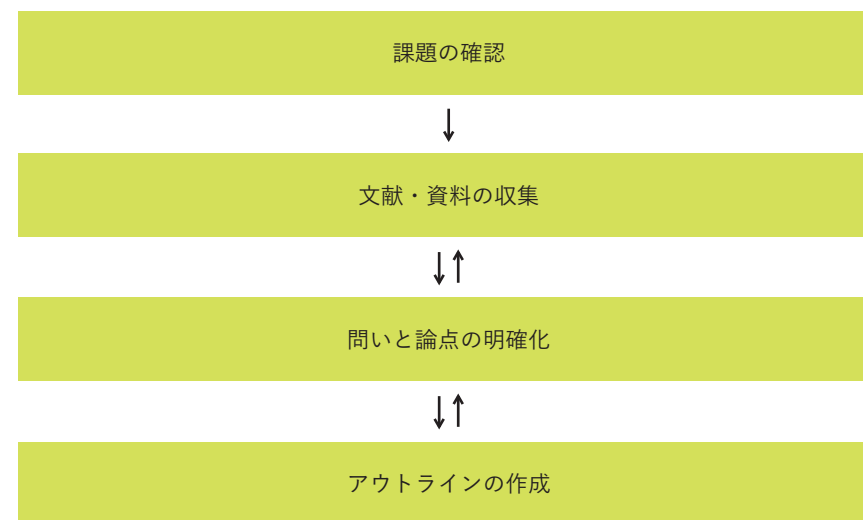 課題の確認
文献・資料の収集
問いと論点の明確化
アウトラインの作成